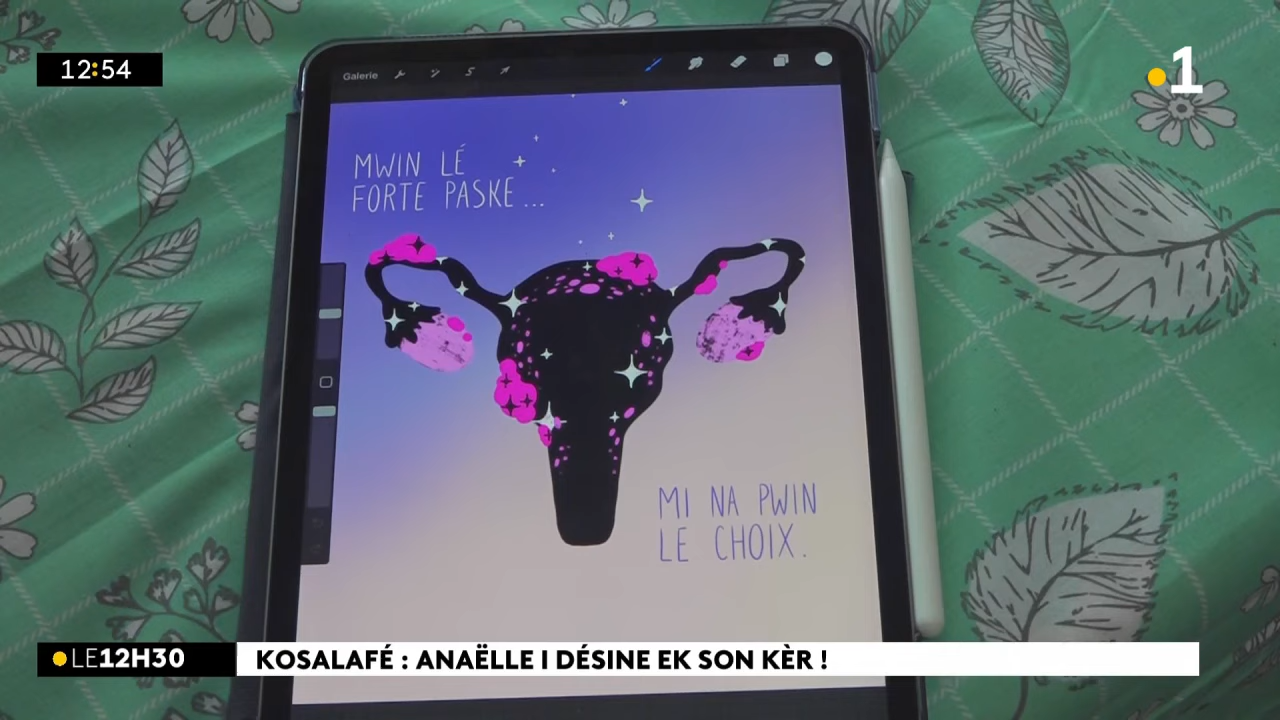 12:54
1
Galerie
MWIN LÉ
FORTE PASKE...
MI NA PWIN
LE CHOIX.
LE12H30
KOSALAFÉ : ANAËLLE I DÉSINE EK SON KÈR !